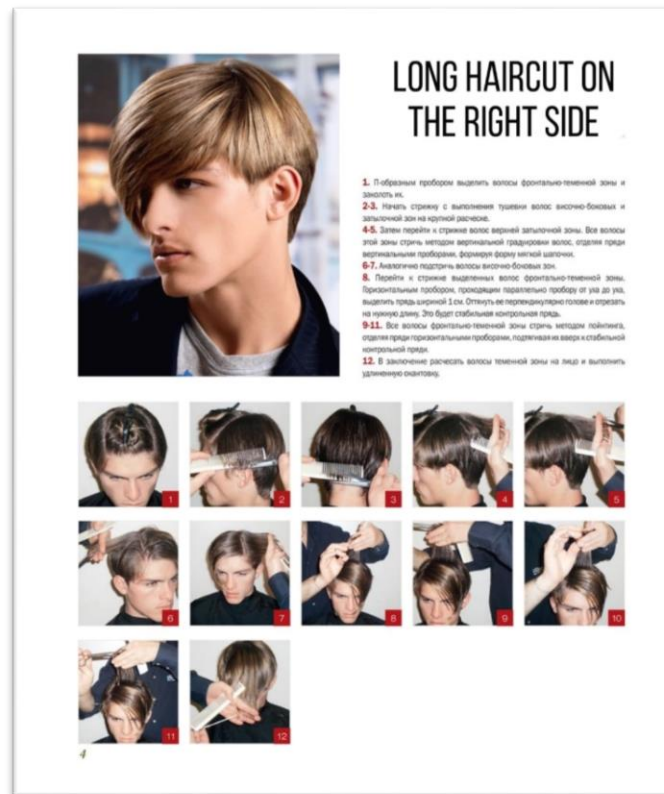 LONG HAIRCUT ON
THE RIGHT SIDE
1. П-образным пробором выделить волосы фронтально-теменной зоны и
заколоть их.
2-3. Начать стрижку с выполнения тушевки волос височно-боковых и
затылочной зон на крупной расческе.
4-5. Затем перейти к стрижке волос верхней затылочной зоны. Все волосы
этой зоны стричь методом вертикальной градуировки волос, отделяя пряди
вертикальными проборами, формируя форму мягкой шапочки.
6-7. Аналогично подстричь волосы височно-боковых зон.
8. Перейти к стрижке выделенных волос фронтально-теменной зоны.
Горизонтальным пробором, проходящим параллельно пробору от уха до уха,
выделить прядь шириной 1 см. Оттянуть ее перпендикулярно голове и отрезать
на нужную длину. Это будет стабильная контрольная прядь.
9-11. Все волосы фронтально-теменной зоны стричь методом пойнтинга,
отделяя пряди горизонтальными проборами, подтягивая их вверх к стабильной
контрольной пряди.
12. В заключение расчесать волосы теменной зоны на лицо и выполнить
удлиненную окантовку.
1
2
3
4
5
6
7
8
9
10
11
12
4